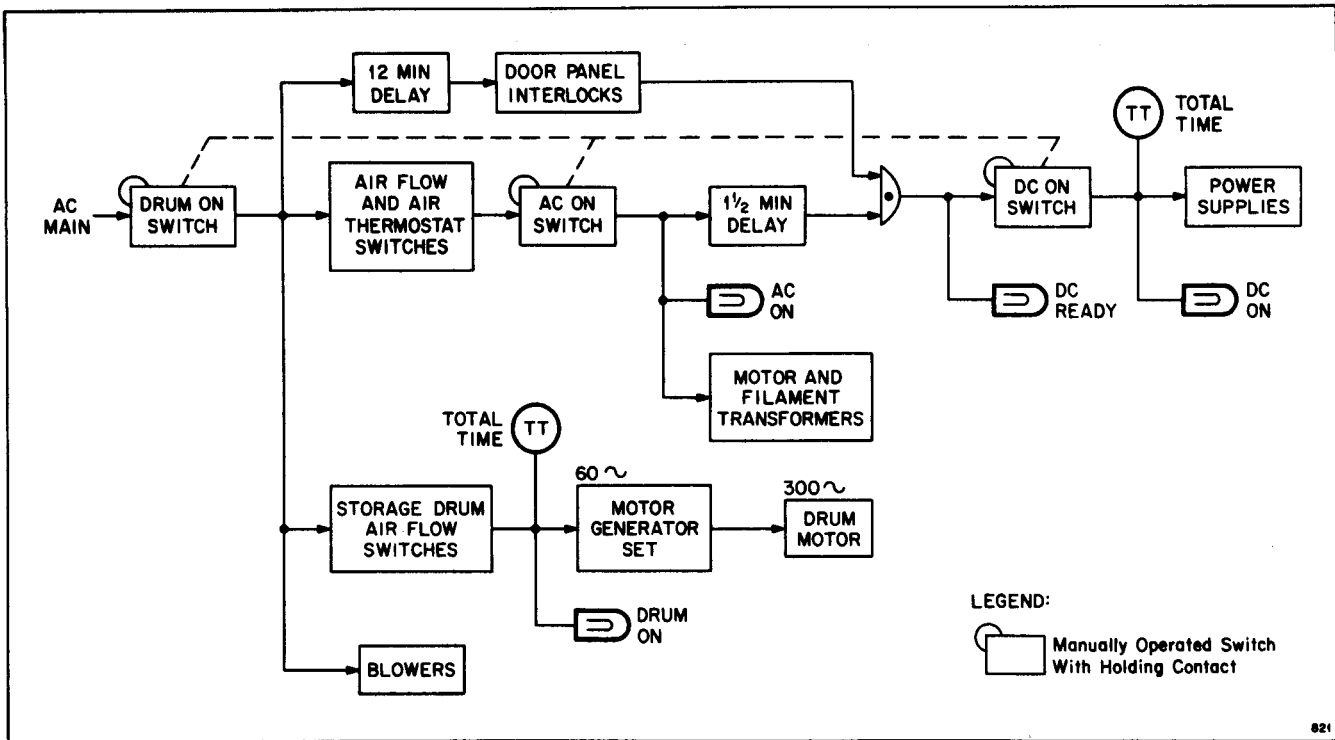 12 MIN
DELAY
DOOR PANEL
INTERLOCKS
TT
TOTAL
TIME
AC
MAIN
DRUM ON
SWITCH
AIR FLOW
AND AIR
THERMOSTAT
SWITCHES
AC ON
SWITCH
1 1/2 MIN
DELAY
DC ON
SWITCH
POWER
SUPPLIES
AC
ON
DC
READY
DC
ON
MOTOR AND
FILAMENT
TRANSFORMERS
TOTAL
TIME
TT
STORAGE DRUM
AIR FLOW
SWITCHES
60~
MOTOR
GENERATOR
SET
300~
DRUM
MOTOR
DRUM
ON
BLOWERS
LEGEND:
Manually Operated Switch
With Holding Contact
821